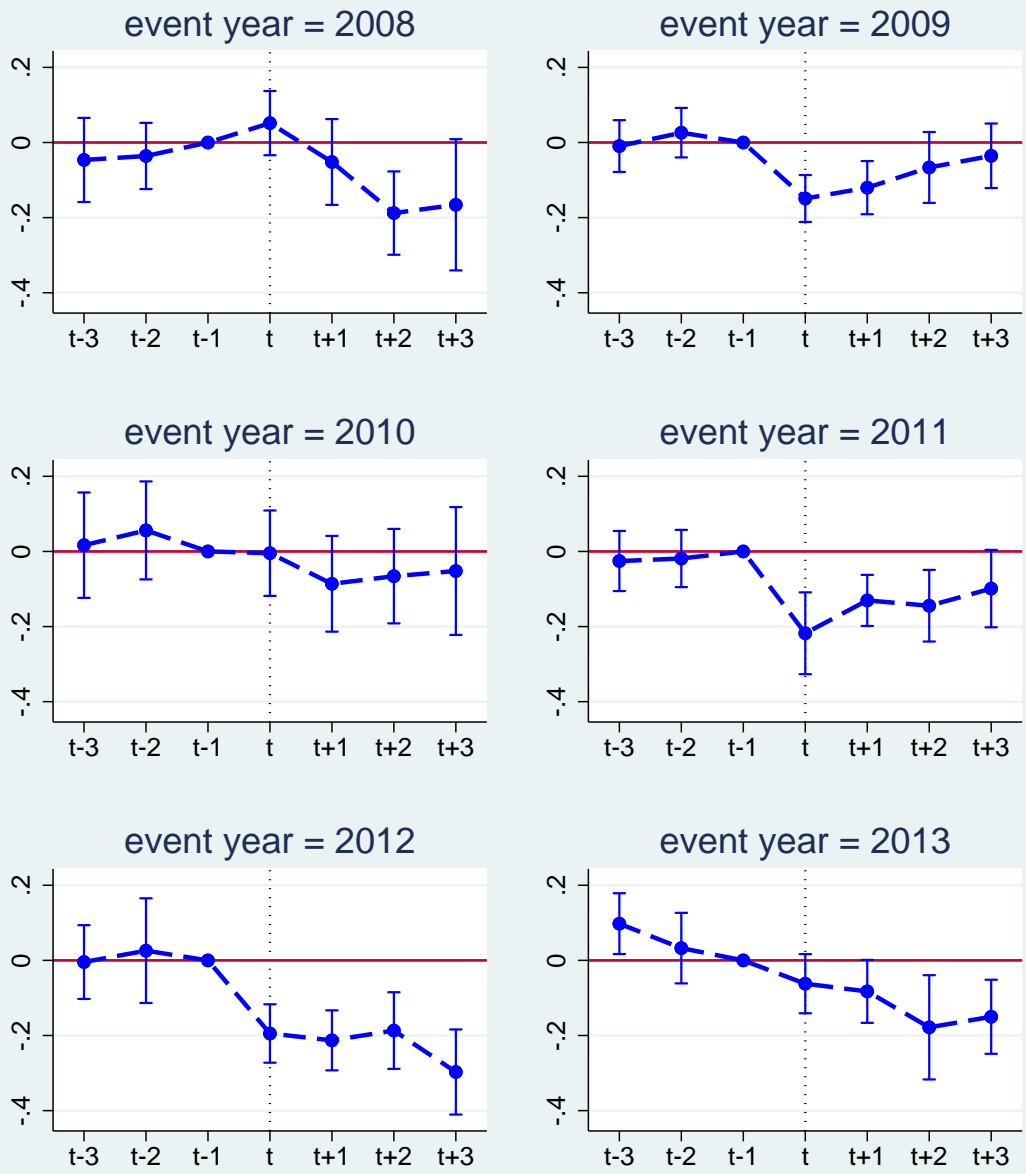 event year = 2008
.2
0
-.2
-.4
t-3 t-2 t-1 t t+1 t+2 t+3
event year = 2009
.2
0
-.2
-.4
t-3 t-2 t-1 t t+1 t+2 t+3
event year = 2010
.2
0
-.2
-.4
t-3 t-2 t-1 t t+1 t+2 t+3
event year = 2011
.2
0
-.2
-.4
t-3 t-2 t-1 t t+1 t+2 t+3
event year = 2012
.2
0
-.2
-.4
t-3 t-2 t-1 t t+1 t+2 t+3
event year = 2013
.2
0
-.2
-.4
t-3 t-2 t-1 t t+1 t+2 t+3